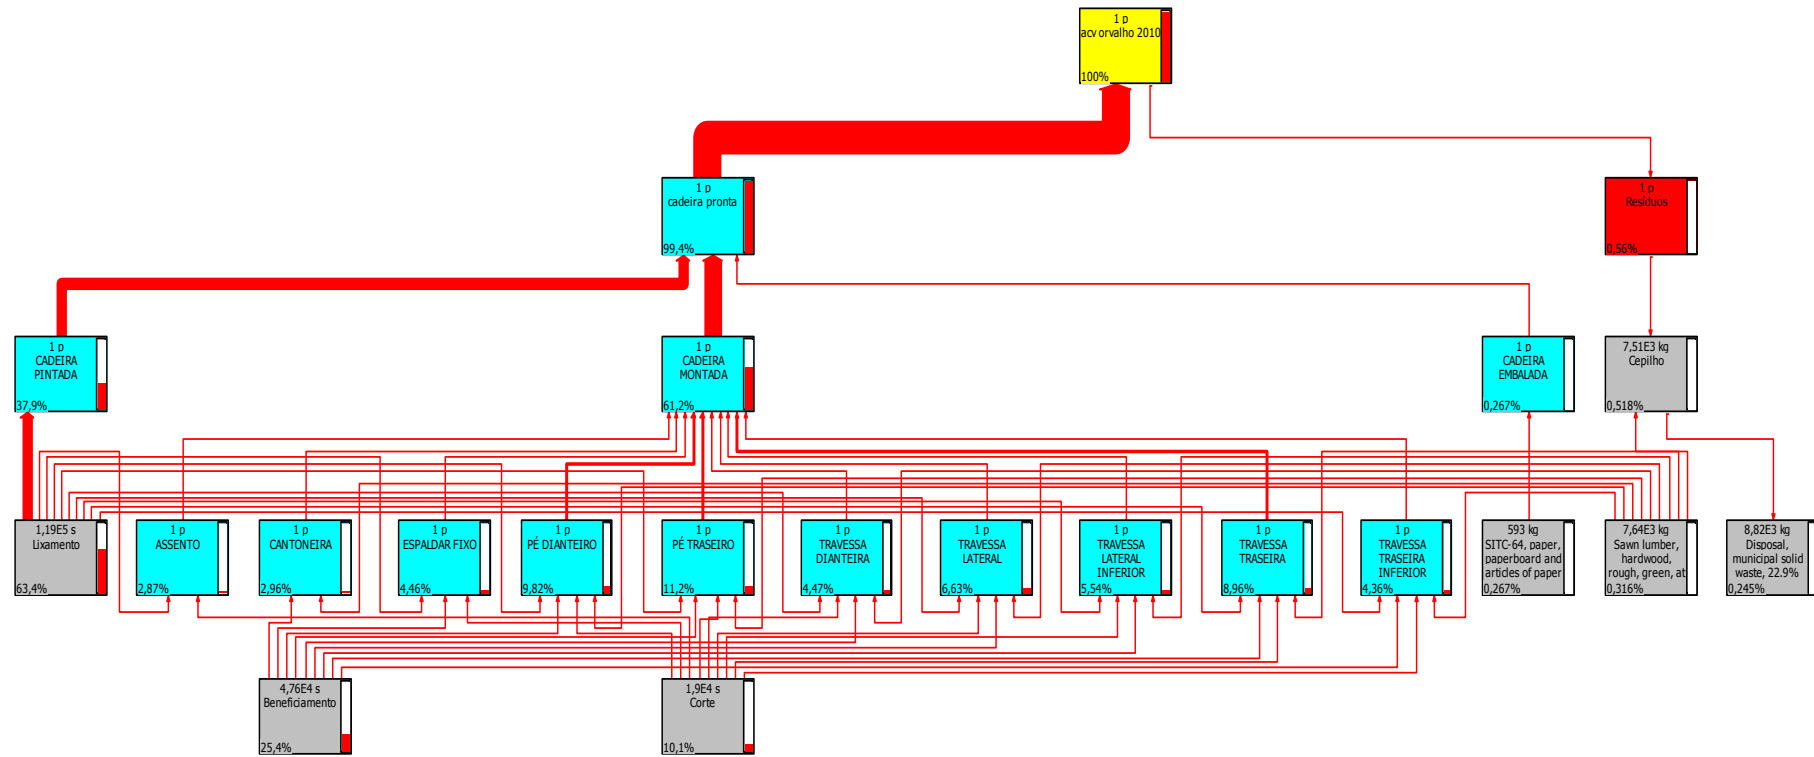 1 p
acv orvalho 2010
100%
1 p
cadeira pronta
99,4%
1 p
Resíduos
0,56%
1 p
CADEIRA
PINTADA
37,9%
1 p
CADEIRA
MONTADA
61,2%
1 p
CADEIRA
EMBALADA
0,267%
7,51E3 kg
Cepilho
0,518%
1,19E5 s
Lixamento
63,4%
1 p
ASSENTO
2,87%
1 p
CANTONEIRA
2,96%
1 p
ESPALDAR FIXO
4,46%
1 p
PÉ DIANTEIRO
9,82%
1 p
PÉ TRASEIRO
11,2%
1 p
TRAVESSA
DIANTEIRA
4,47%
1 p
TRAVESSA
LATERAL
6,63%
1 p
TRAVESSA
LATERAL
INFERIOR
5,54%
1 p
TRAVESSA
TRASEIRA
8,96%
1 p
TRAVESSA
TRASEIRA
INFERIOR
4,36%
593 kg
SITC-64, paper,
paperboard and
articles of paper
0,267%
7,64E3 kg
Sawn lumber,
hardwood,
rough, green, at
0,316%
8,82E3 kg
Disposal,
municipal solid
waste, 22.9%
0,245%
4,76E4 s
Beneficiamento
25,4%
1,9E4 s
Corte
10,1%